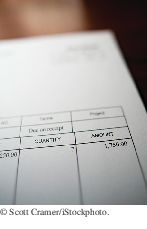 Terms Project
Due on receipt
QUANTITY AMOUNT
1,750.00
© Scott Cramer/iStockphoto.